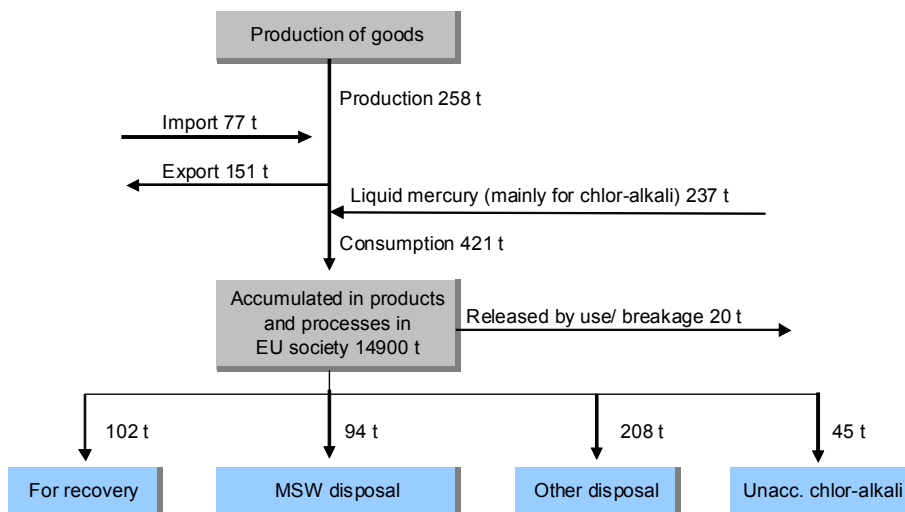 Production of goods
Production 258 t
Import 77 t
Export 151 t
Liquid mercury (mainly for chlor-alkali) 237 t
Consumption 421 t
Accumulated in products
and processes in
EU society 14900 t
Released by use/ breakage 20 t
102 t
94 t
208 t
45 t
For recovery
MSW disposal
Other disposal
Unacc. chlor-alkali